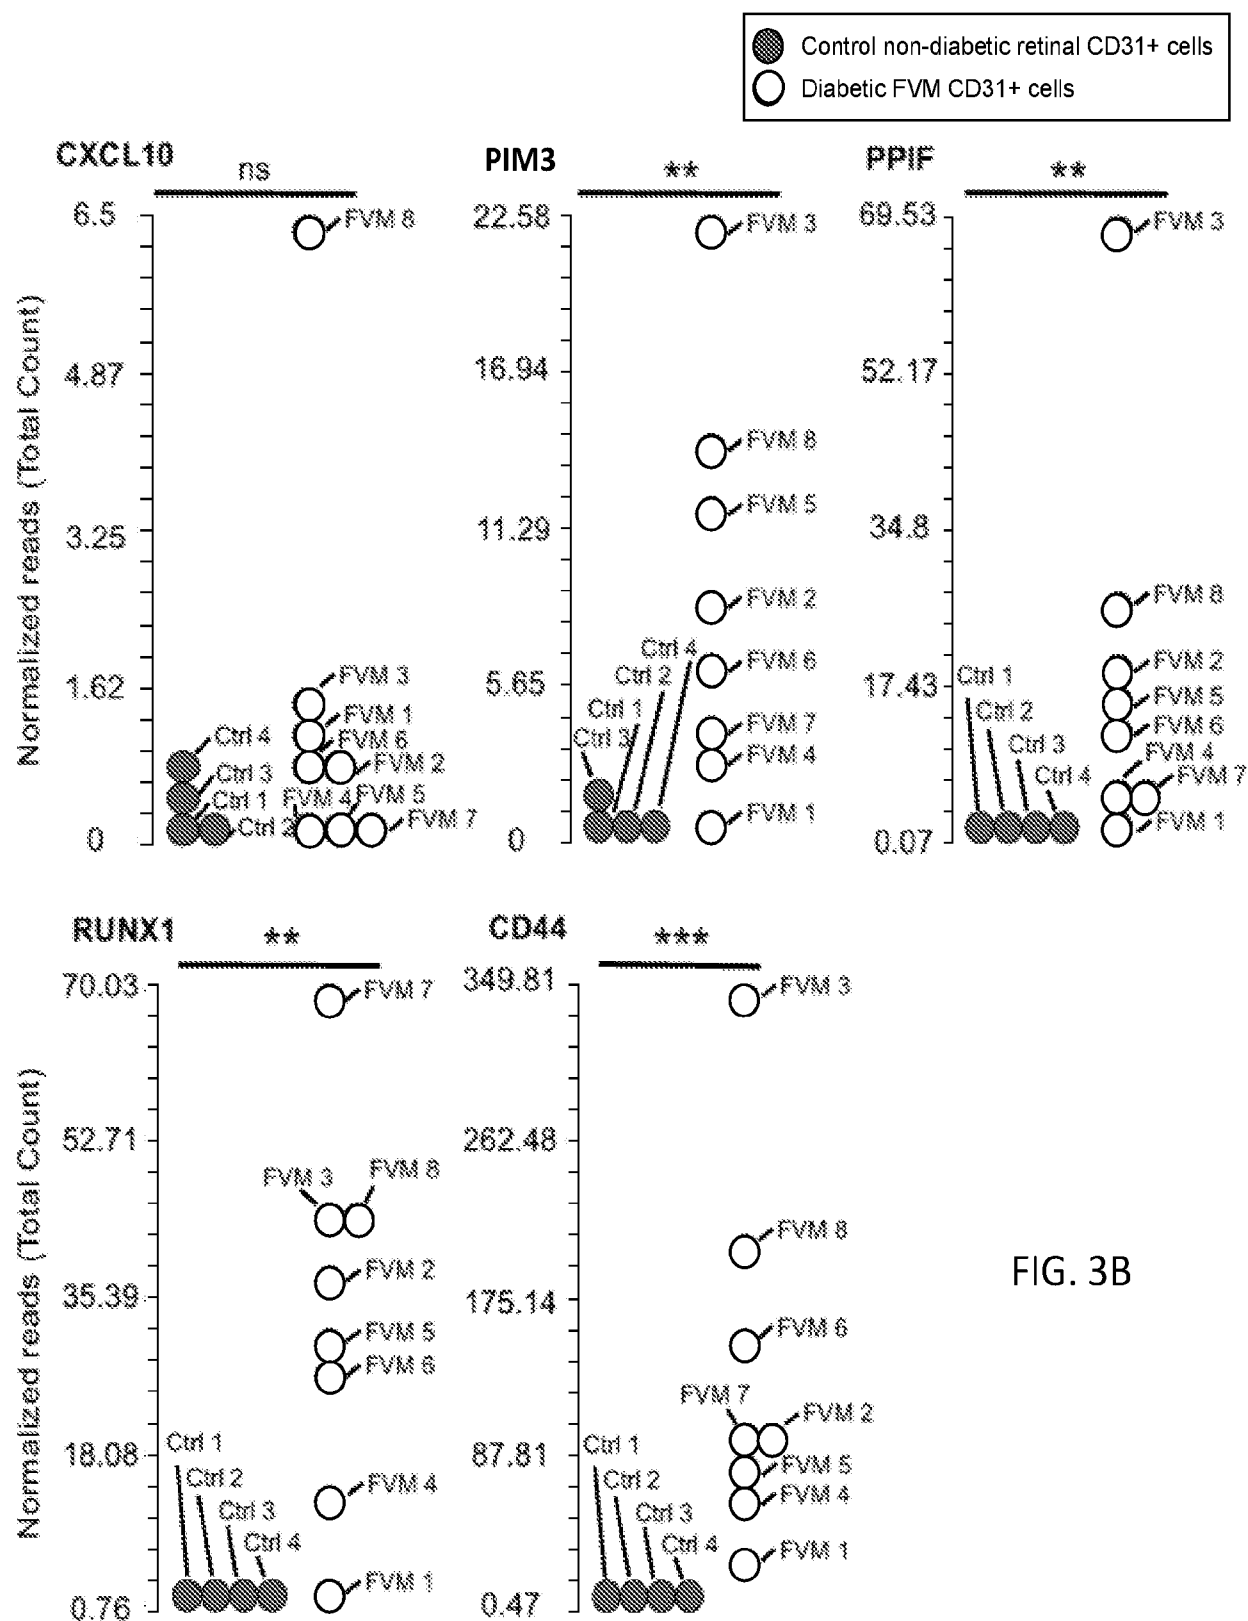 Control non-diabetic retinal CD31+ cells
Diabetic FVM CD31+ cells
CXCL10
ns
Normalized reads (Total Count)
6.5
4.87
3.25
1.62
0
FVM 8
FVM 3
FVM 1
FVM 6
FVM 2
FVM 4
FVM 5
FVM 7
Ctrl 4
Ctrl 3
Ctrl 1
Ctrl 2
PIM3
**
22.58
16.94
11.29
5.65
0
FVM 3
FVM 8
FVM 5
FVM 2
FVM 6
FVM 7
FVM 4
FVM 1
Ctrl 4
Ctrl 2
Ctrl 1
Ctrl 3
PPIF
**
69.53
52.17
34.8
17.43
0.07
FVM 3
FVM 8
FVM 2
FVM 5
FVM 6
FVM 4
FVM 7
FVM 1
Ctrl 1
Ctrl 2
Ctrl 3
Ctrl 4
RUNX1
**
Normalized reads (Total Count)
70.03
52.71
35.39
18.08
0.76
FVM 7
FVM 3
FVM 8
FVM 2
FVM 5
FVM 6
FVM 4
FVM 1
Ctrl 1
Ctrl 2
Ctrl 3
Ctrl 4
CD44
***
349.81
262.48
175.14
87.81
0.47
FVM 3
FVM 8
FVM 6
FVM 7
FVM 2
FVM 5
FVM 4
FVM 1
Ctrl 1
Ctrl 2
Ctrl 3
Ctrl 4
FIG. 3B